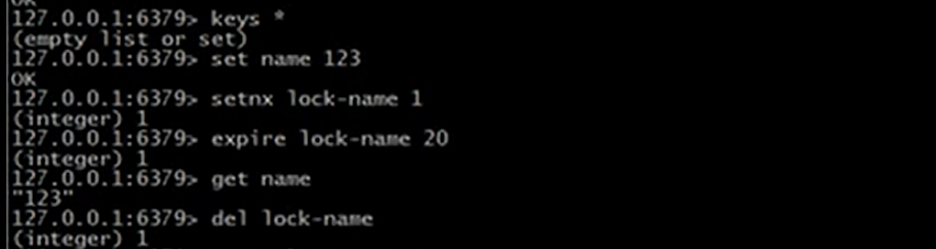 OK
127.0.0.1:6379> keys *
(empty list or set)
127.0.0.1:6379> set name 123
OK
127.0.0.1:6379> setnx lock-name 1
(integer) 1
127.0.0.1:6379> expire lock-name 20
(integer) 1
127.0.0.1:6379> get name
"123"
127.0.0.1:6379> del lock-name
(integer) 1